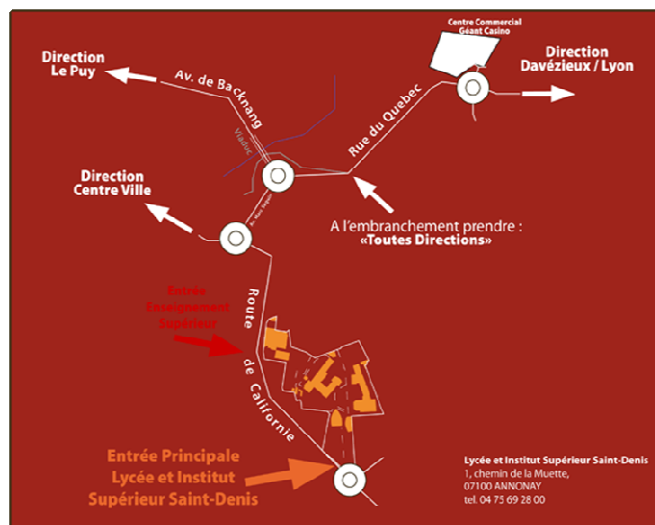 Centre Commercial
Géant Casino
Direction
Le Puy
Direction
Davézieux / Lyon
Av. de Backnang
Rue du Quebec
Viaduc
Direction
Centre Ville
A l'embranchement prendre :
«Toutes Directions»
Entrée
Enseignement
Supérieur
Route
de Californie
Entrée Principale
Lycée et Institut
Supérieur Saint-Denis
Lycée et Institut Supérieur Saint-Denis
1, chemin de la Muette,
07100 ANNONAY
tel. 04 75 69 28 00